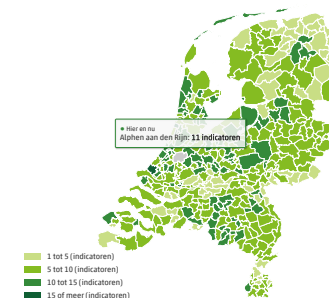 Hier en nu
Alphen aan den Rijn: 11 indicatoren
1 tot 5 (indicatoren)
5 tot 10 (indicatoren)
10 tot 15 (indicatoren)
15 of meer (indicatoren)